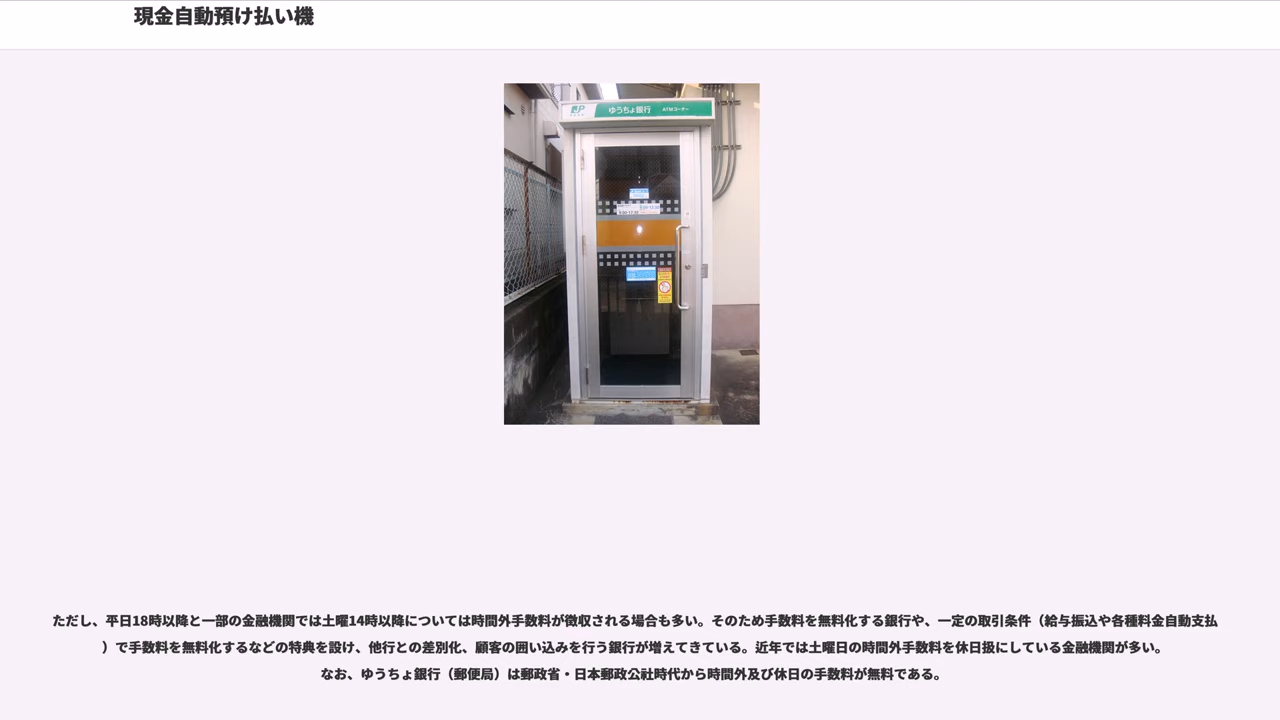 現金自動預け払い機
ゆうちょ銀行 ATMコーナー
ただし、平日18時以降と一部の金融機関では土曜14時以降については時間外手数料が徴収される場合も多い。そのため手数料を無料化する銀行や、一定の取引条件（給与振込や各種料金自動支払
）で手数料を無料化するなどの特典を設け、他行との差別化、顧客の囲い込みを行う銀行が増えてきている。近年では土曜日の時間外手数料を休日扱にしている金融機関が多い。
なお、ゆうちょ銀行（郵便局）は郵政省・日本郵政公社時代から時間外及び休日の手数料が無料である。